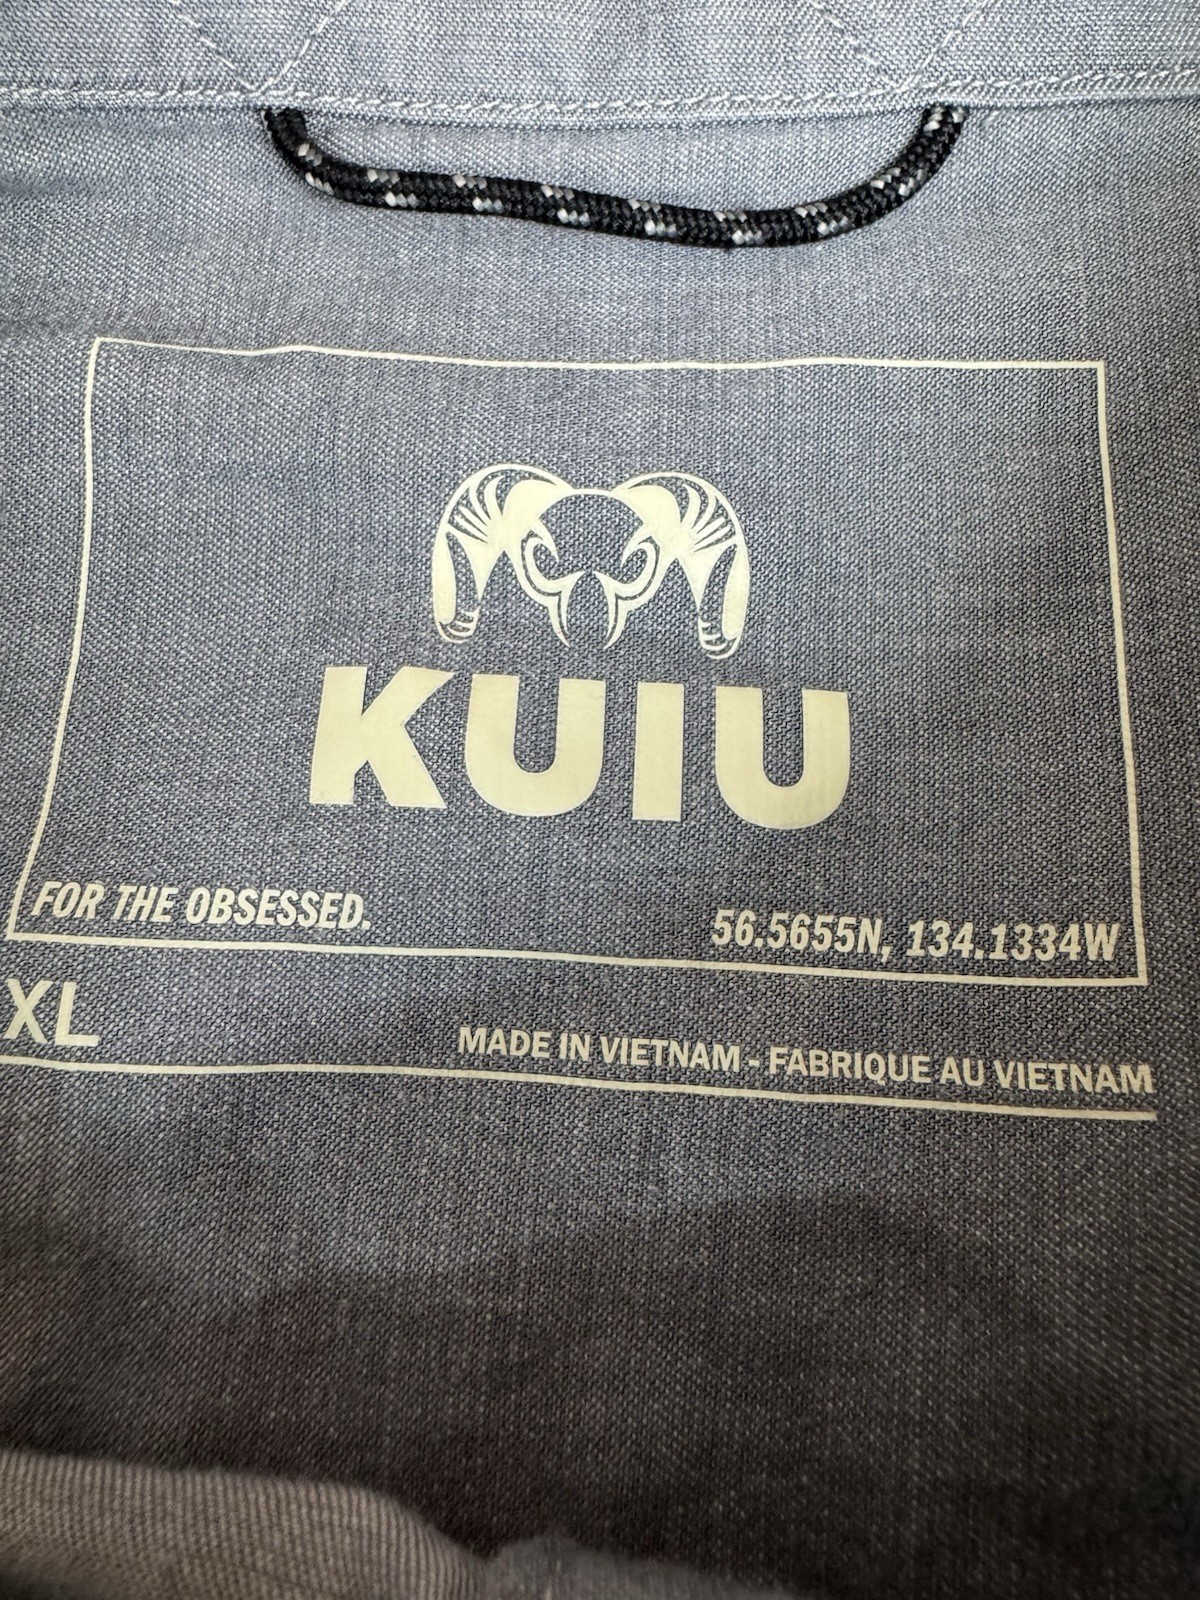 KUIU
FOR THE OBSESSED.
56.5655N, 134.1334W
XL
MADE IN VIETNAM - FABRIQUE AU VIETNAM